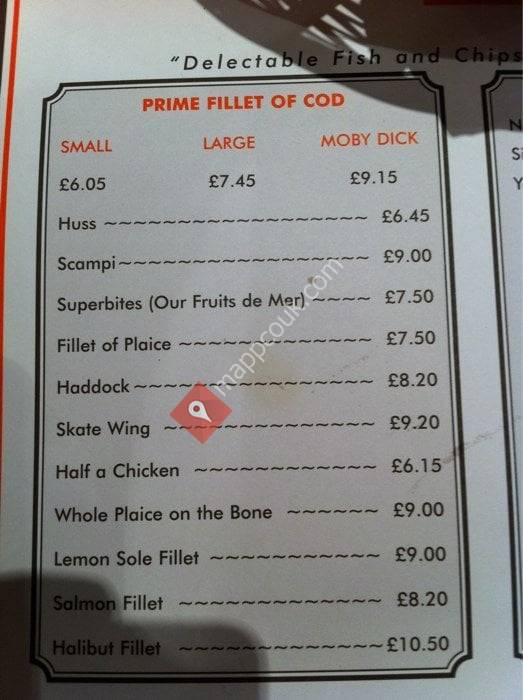 "Delectable Fish and Chips
PRIME FILLET OF COD
SMALL LARGE MOBY DICK
£6.05 £7.45 £9.15
Huss ~~~~~~~~~~~~~~~~~~~ £6.45
Scampi ~~~~~~~~~~~~~~~~~~ £9.00
Superbites (Our Fruits de Mer) ~~~~ £7.50
Fillet of Plaice ~~~~~~~~~~~~~~ £7.50
Haddock ~~~~~~~~~~~~~~~~~ £8.20
Skate Wing ~~~~~~~~~~~~~~~ £9.20
Half a Chicken ~~~~~~~~~~~~~ £6.15
Whole Plaice on the Bone ~~~~~~ £9.00
Lemon Sole Fillet ~~~~~~~~~~~~ £9.00
Salmon Fillet ~~~~~~~~~~~~~~ £8.20
Halibut Fillet ~~~~~~~~~~~~~~ £10.50
mappcouk.com